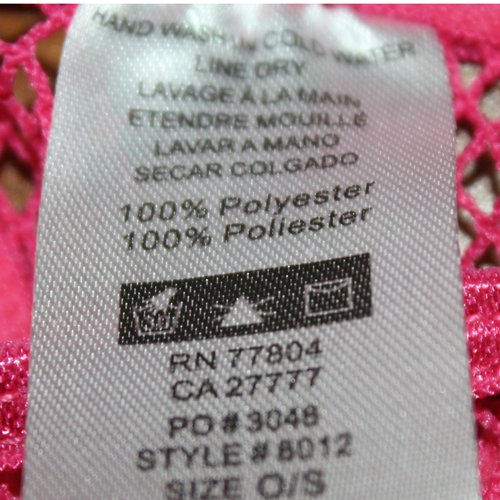 HAND WASH IN COLD WATER
LINE DRY
LAVAGE À LA MAIN
ETENDRE MOUILLÉ
LAVAR A MANO
SECAR COLGADO
100% Polyester
100% Poliester
RN 77804
CA 27777
PO # 3048
STYLE # 8012
SIZE O/S